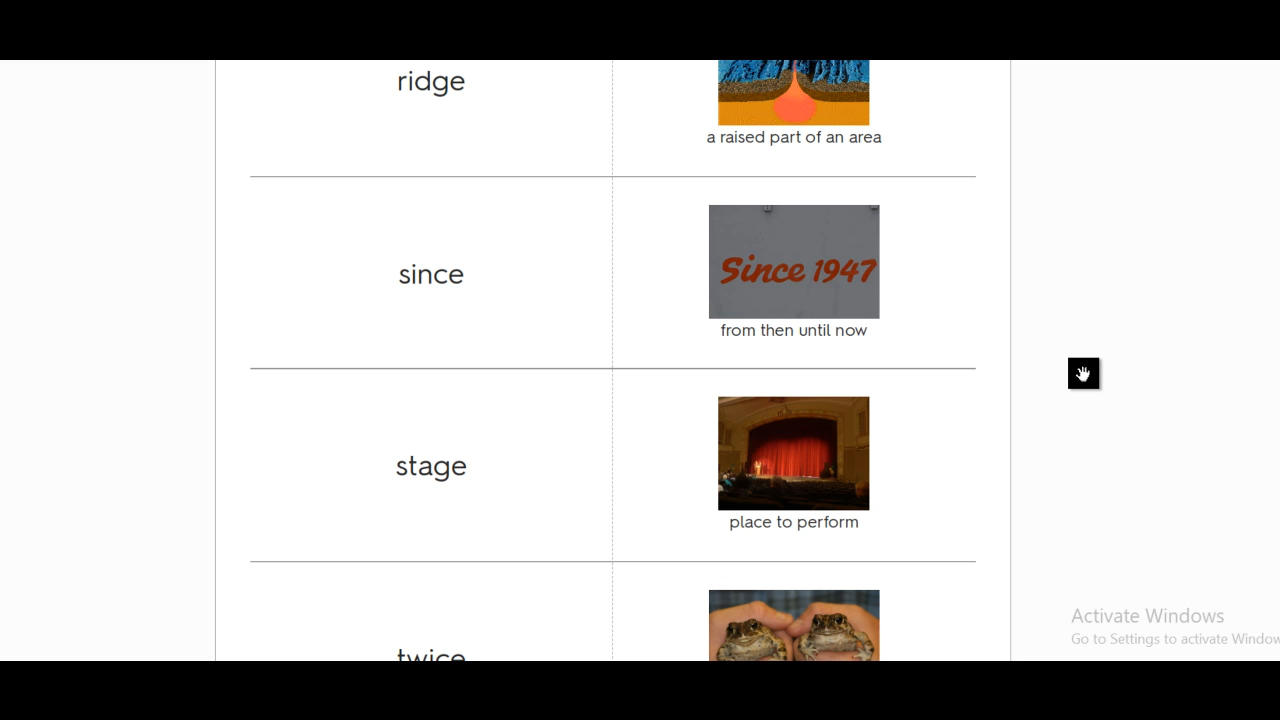 ridge
a raised part of an area
since
Since 1947
from then until now
stage
place to perform
twice
Activate Windows
Go to Settings to activate Window